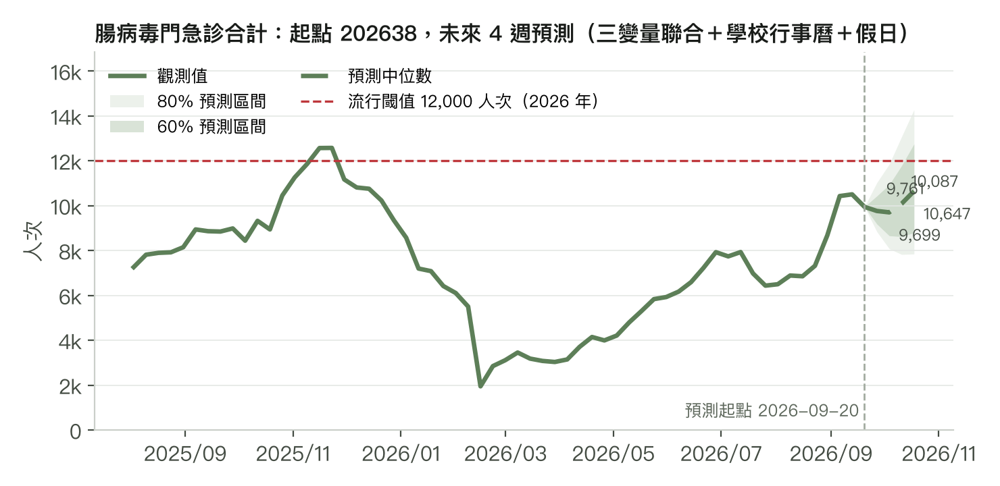 腸病毒門急診合計：起點 202638，未來 4 週預測（三變量聯合＋學校行事曆＋假日）
觀測值
80% 預測區間
60% 預測區間
預測中位數
流行閾值 12,000 人次（2026 年）
人次
16k
14k
12k
10k
8k
6k
4k
2k
0
9,761
10,087
10,647
9,699
預測起點 2026–09–20
2025/09
2025/11
2026/01
2026/03
2026/05
2026/07
2026/09
2026/11